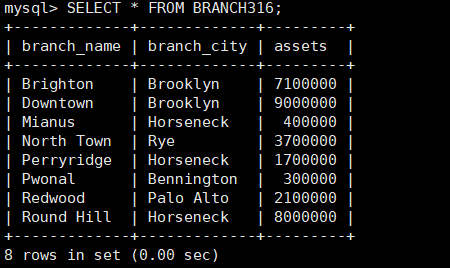 mysql> SELECT * FROM BRANCH316;
+-------------+-------------+---------+
| branch_name | branch_city | assets  |
+-------------+-------------+---------+
| Brighton    | Brooklyn    | 7100000 |
| Downtown    | Brooklyn    | 9000000 |
| Mianus      | Horseneck   |  400000 |
| North Town  | Rye         | 3700000 |
| Perryridge  | Horseneck   | 1700000 |
| Pwonal      | Bennington  |  300000 |
| Redwood     | Palo Alto   | 2100000 |
| Round Hill  | Horseneck   | 8000000 |
+-------------+-------------+---------+
8 rows in set (0.00 sec)